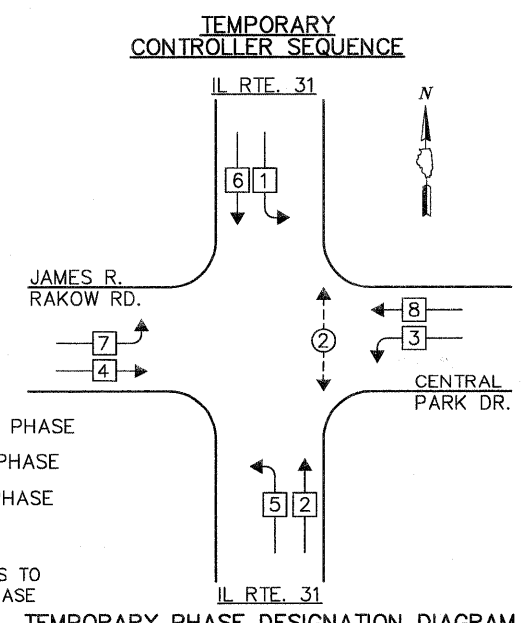 TEMPORARY
CONTROLLER SEQUENCE
IL RTE. 31
N
6 1
JAMES R.
RAKOW RD.
8
7
2
3
4
CENTRAL
PARK DR.
PHASE
PHASE
PHASE
5 2
S TO
ASE
IL RTE. 31
TEMPORARY PHASE DESIGNATION DIAGRAM